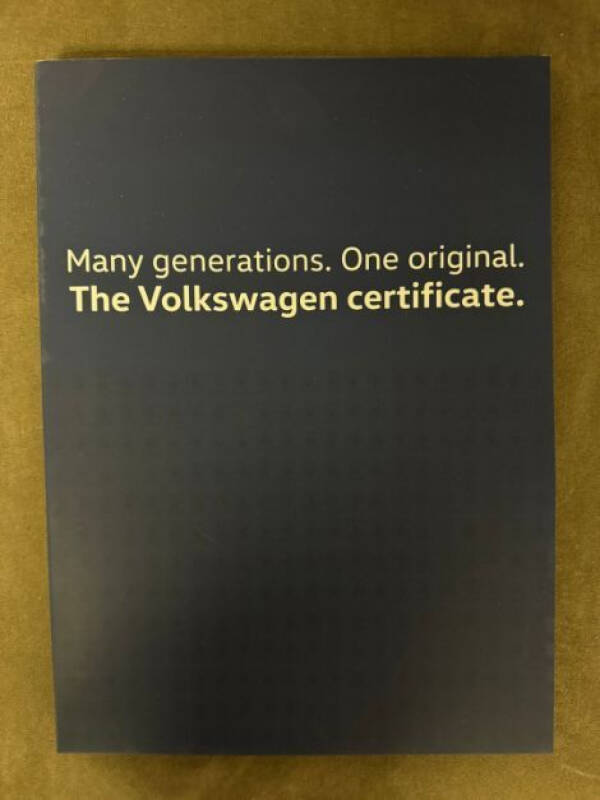 Many generations. One original.
The Volkswagen certificate.